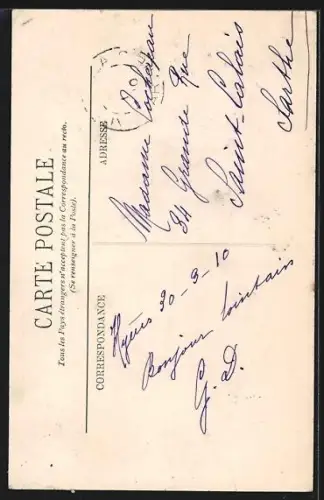 CARTE POSTALE
Tous les Pays étrangers n'acceptent pas la Correspondance au recto.
(Se renseigner à la Poste).
CORRESPONDANCE
Hyères 30-3-10
Bonjour lointain
G. D.
ADRESSE
Madame
34 Grande Rue
Saint-Calais
Sarthe